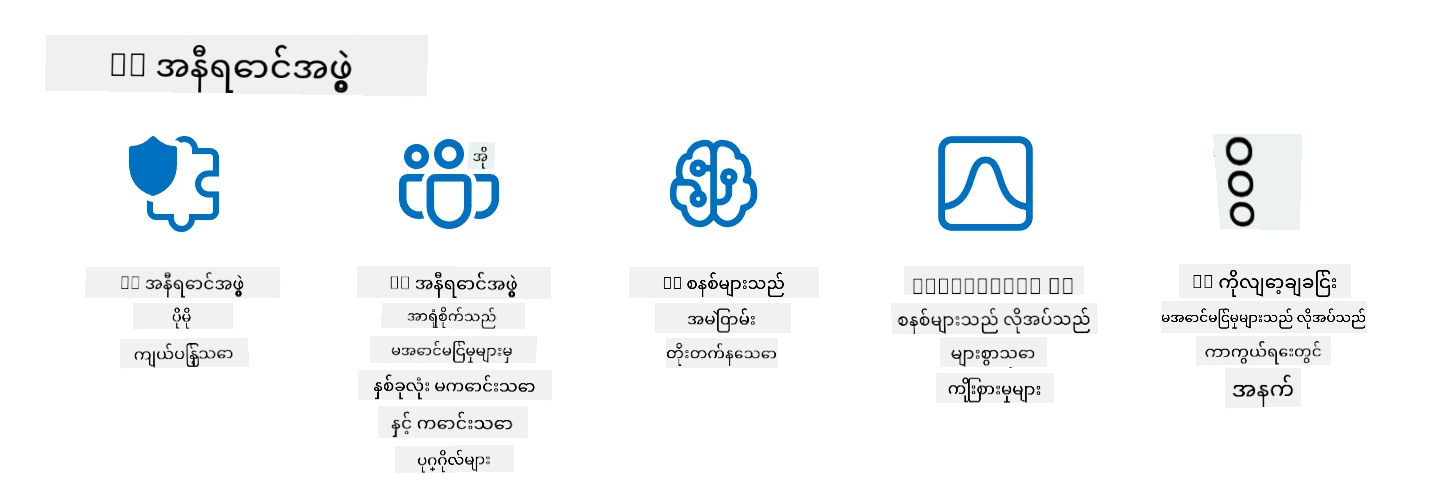 အနီရောင်အဖွဲ့
အို
အနီရောင်အဖွဲ့
ပိုမို
ကျယ်ပြန့်သော
အနီရောင်အဖွဲ့
အာရုံစိုက်သည်
မအောင်မြင်မှုများမှ
နှစ်ခုလုံး မကောင်းသော
နှင့် ကောင်းသော
ပုဂ္ဂိုလ်များ
စနစ်များသည်
အမြဲတမ်း
တိုးတက်နေသော
စနစ်များသည် လိုအပ်သည်
များစွာသော
ကြိုးစားမှုများ
ကိုလျှော့ချခြင်း
မအောင်မြင်မှုများသည် လိုအပ်သည်
ကာကွယ်ရေးတွင်
အနက်